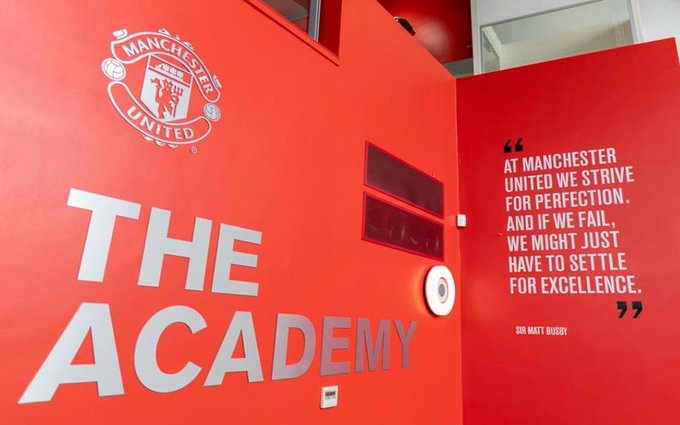 MANCHESTER
UNITED
THE
ACADEMY
“
AT MANCHESTER
UNITED WE STRIVE
FOR PERFECTION.
AND IF WE FAIL,
WE MIGHT JUST
HAVE TO SETTLE
FOR EXCELLENCE.
”
SIR MATT BUSBY